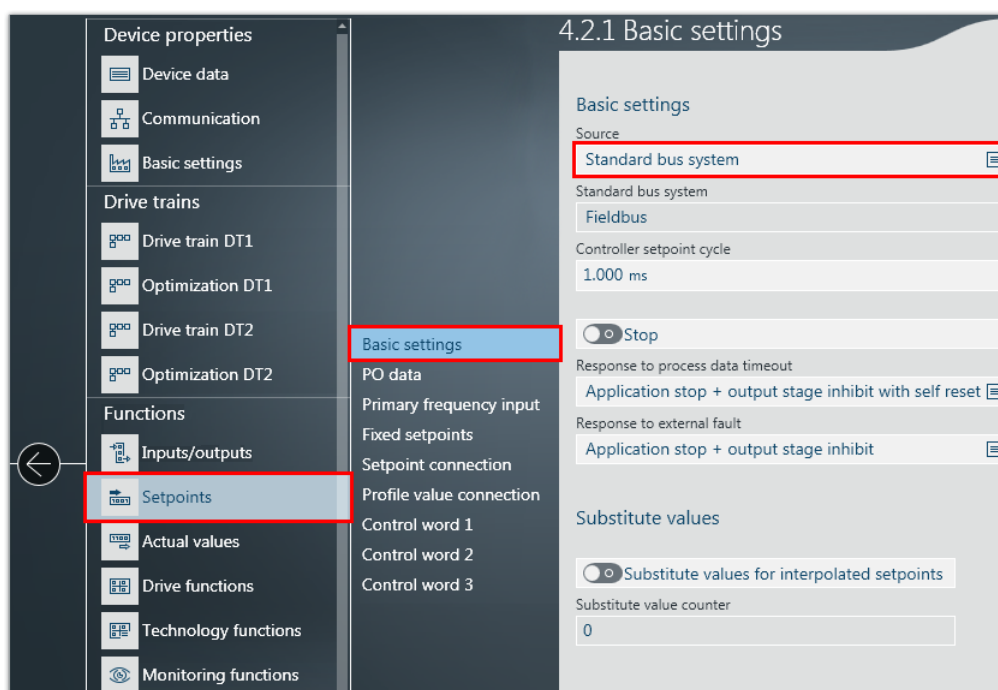 Device properties
Device data
Communication
Basic settings
Drive trains
Drive train DT1
Optimization DT1
Drive train DT2
Optimization DT2
Functions
Inputs/outputs
Setpoints
Actual values
Drive functions
Technology functions
Monitoring functions
Basic settings
PO data
Primary frequency input
Fixed setpoints
Setpoint connection
Profile value connection
Control word 1
Control word 2
Control word 3
4.2.1 Basic settings
Basic settings
Source
Standard bus system
Standard bus system
Fieldbus
Controller setpoint cycle
1.000 ms
Stop
Response to process data timeout
Application stop + output stage inhibit with self reset
Response to external fault
Application stop + output stage inhibit
Substitute values
Substitute values for interpolated setpoints
Substitute value counter
0